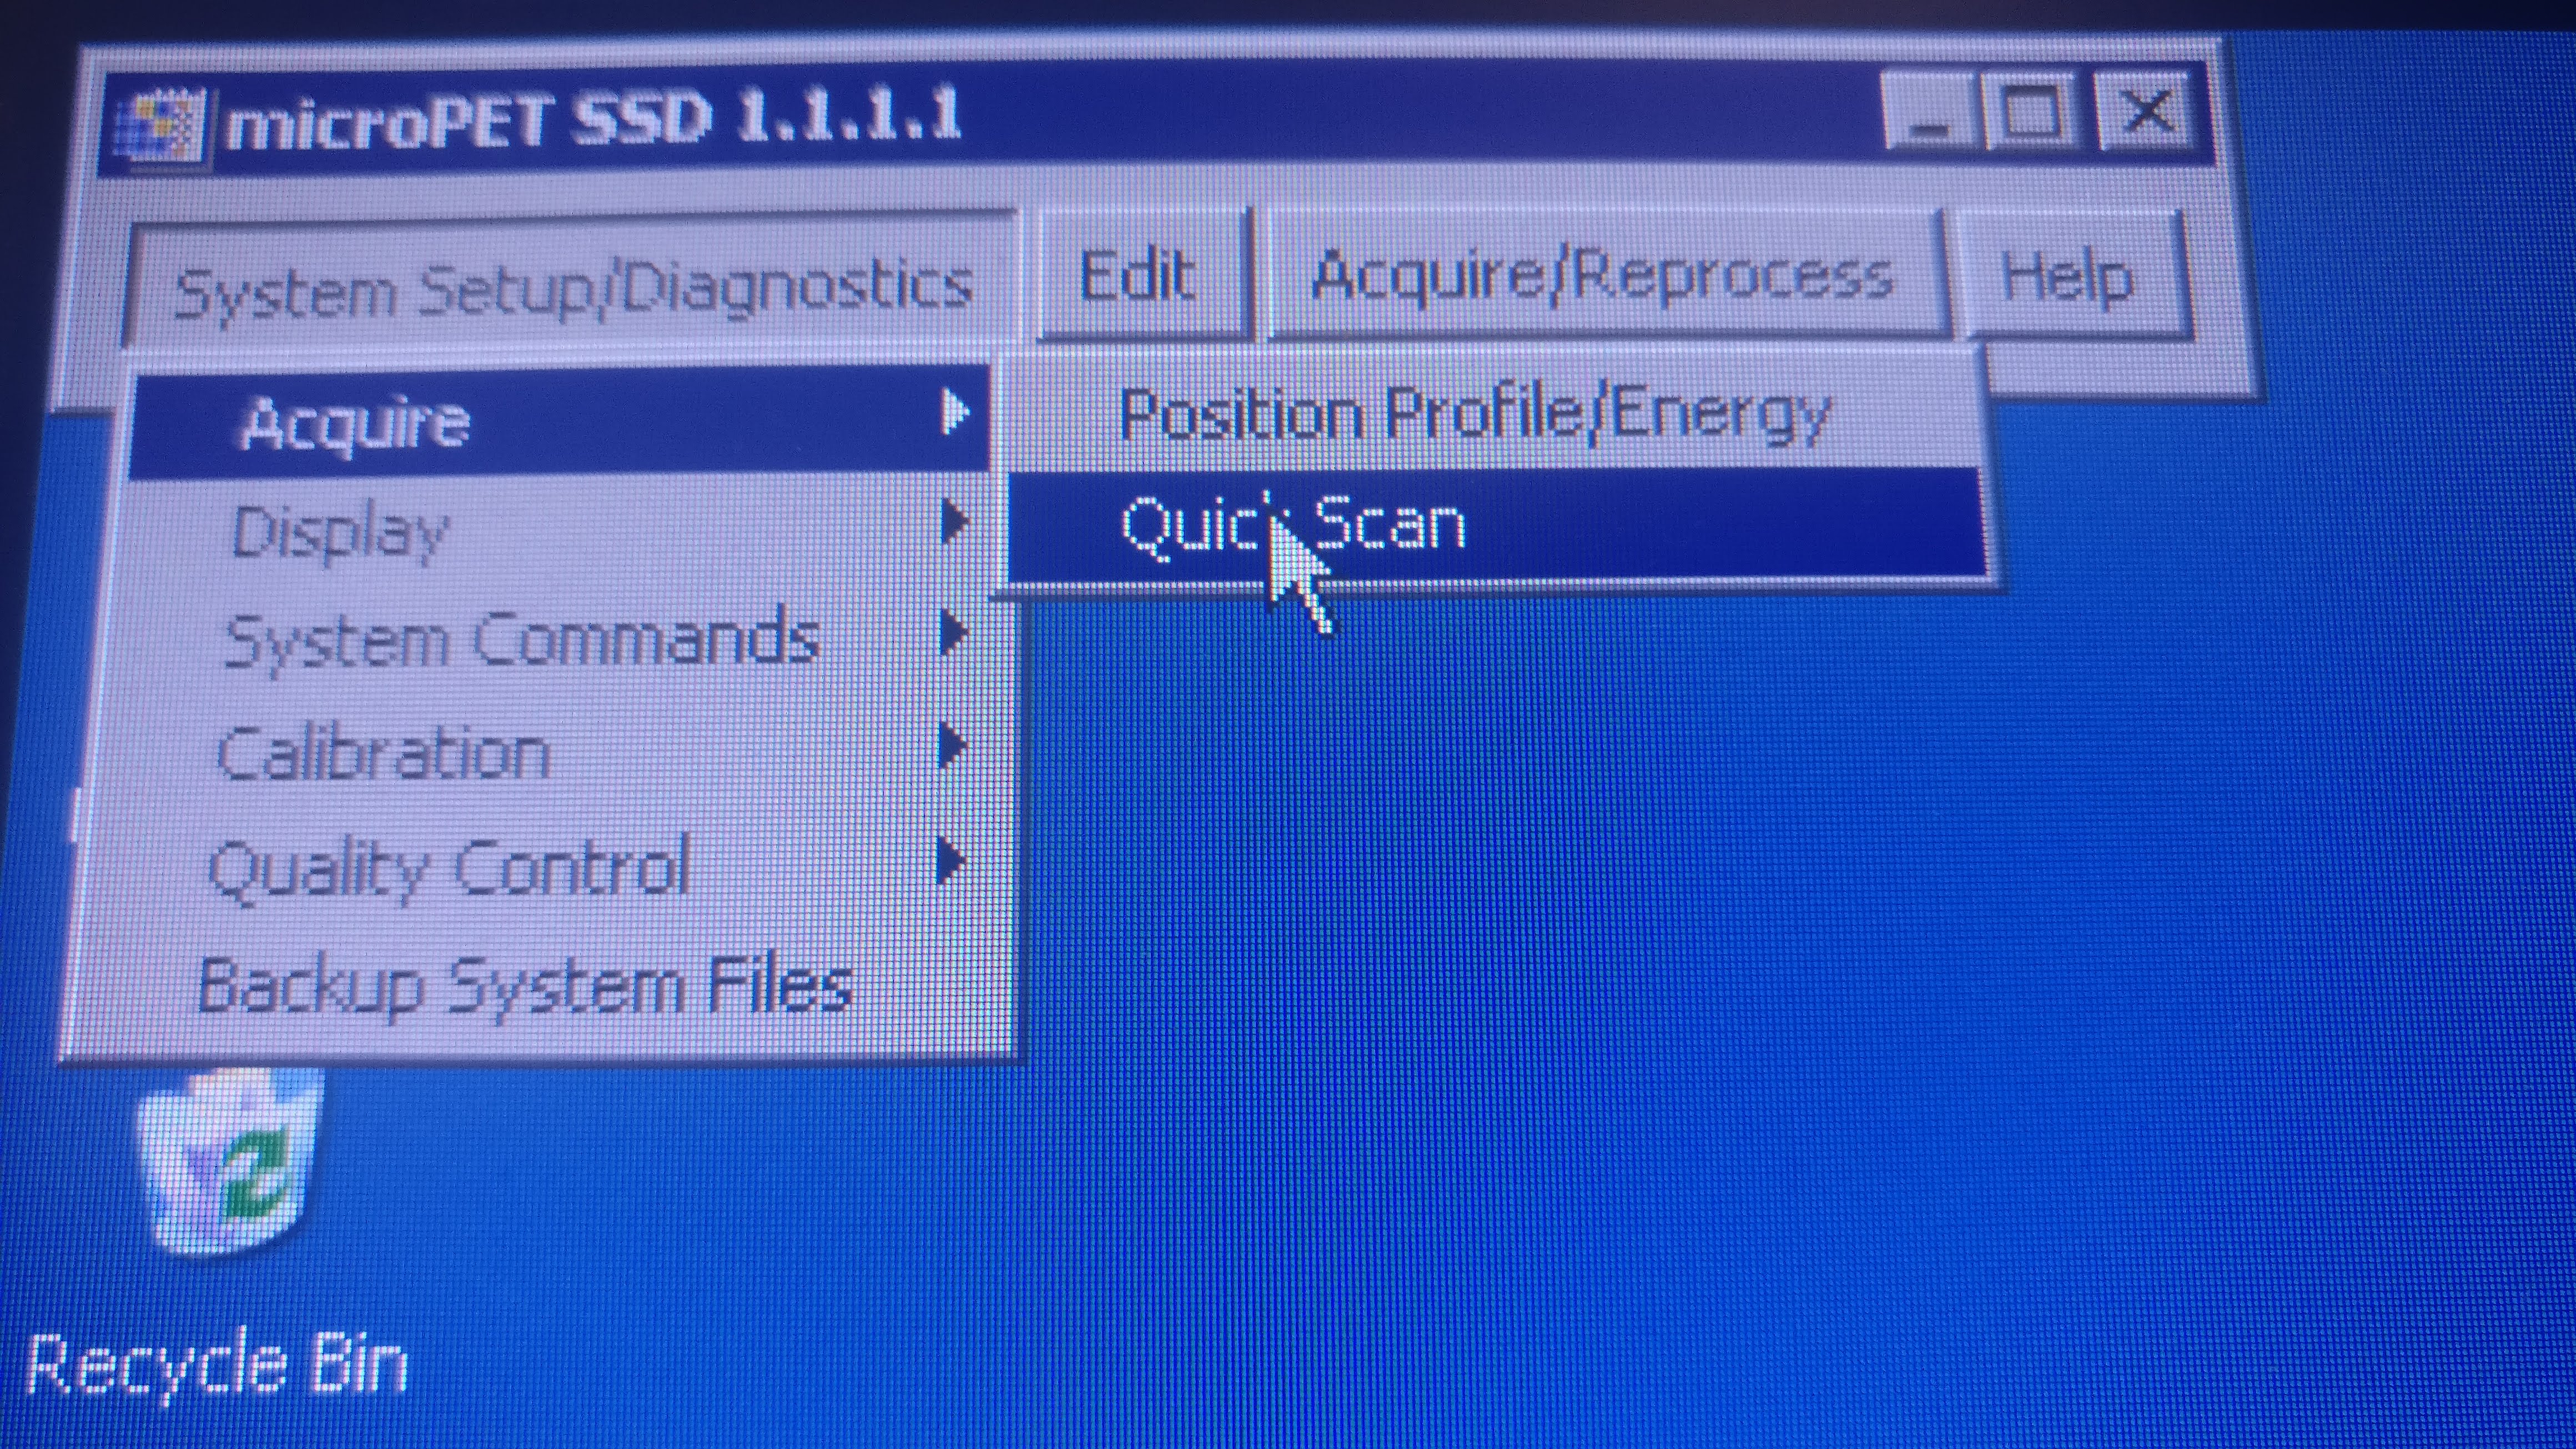 microPET SSD 1.1.1.1
System Setup/Diagnostics Edit Acquire/Reprocess Help
Acquire
Position Profile/Energy
Display
Quick Scan
System Commands
Calibration
Quality Control
Backup System Files
Recycle Bin